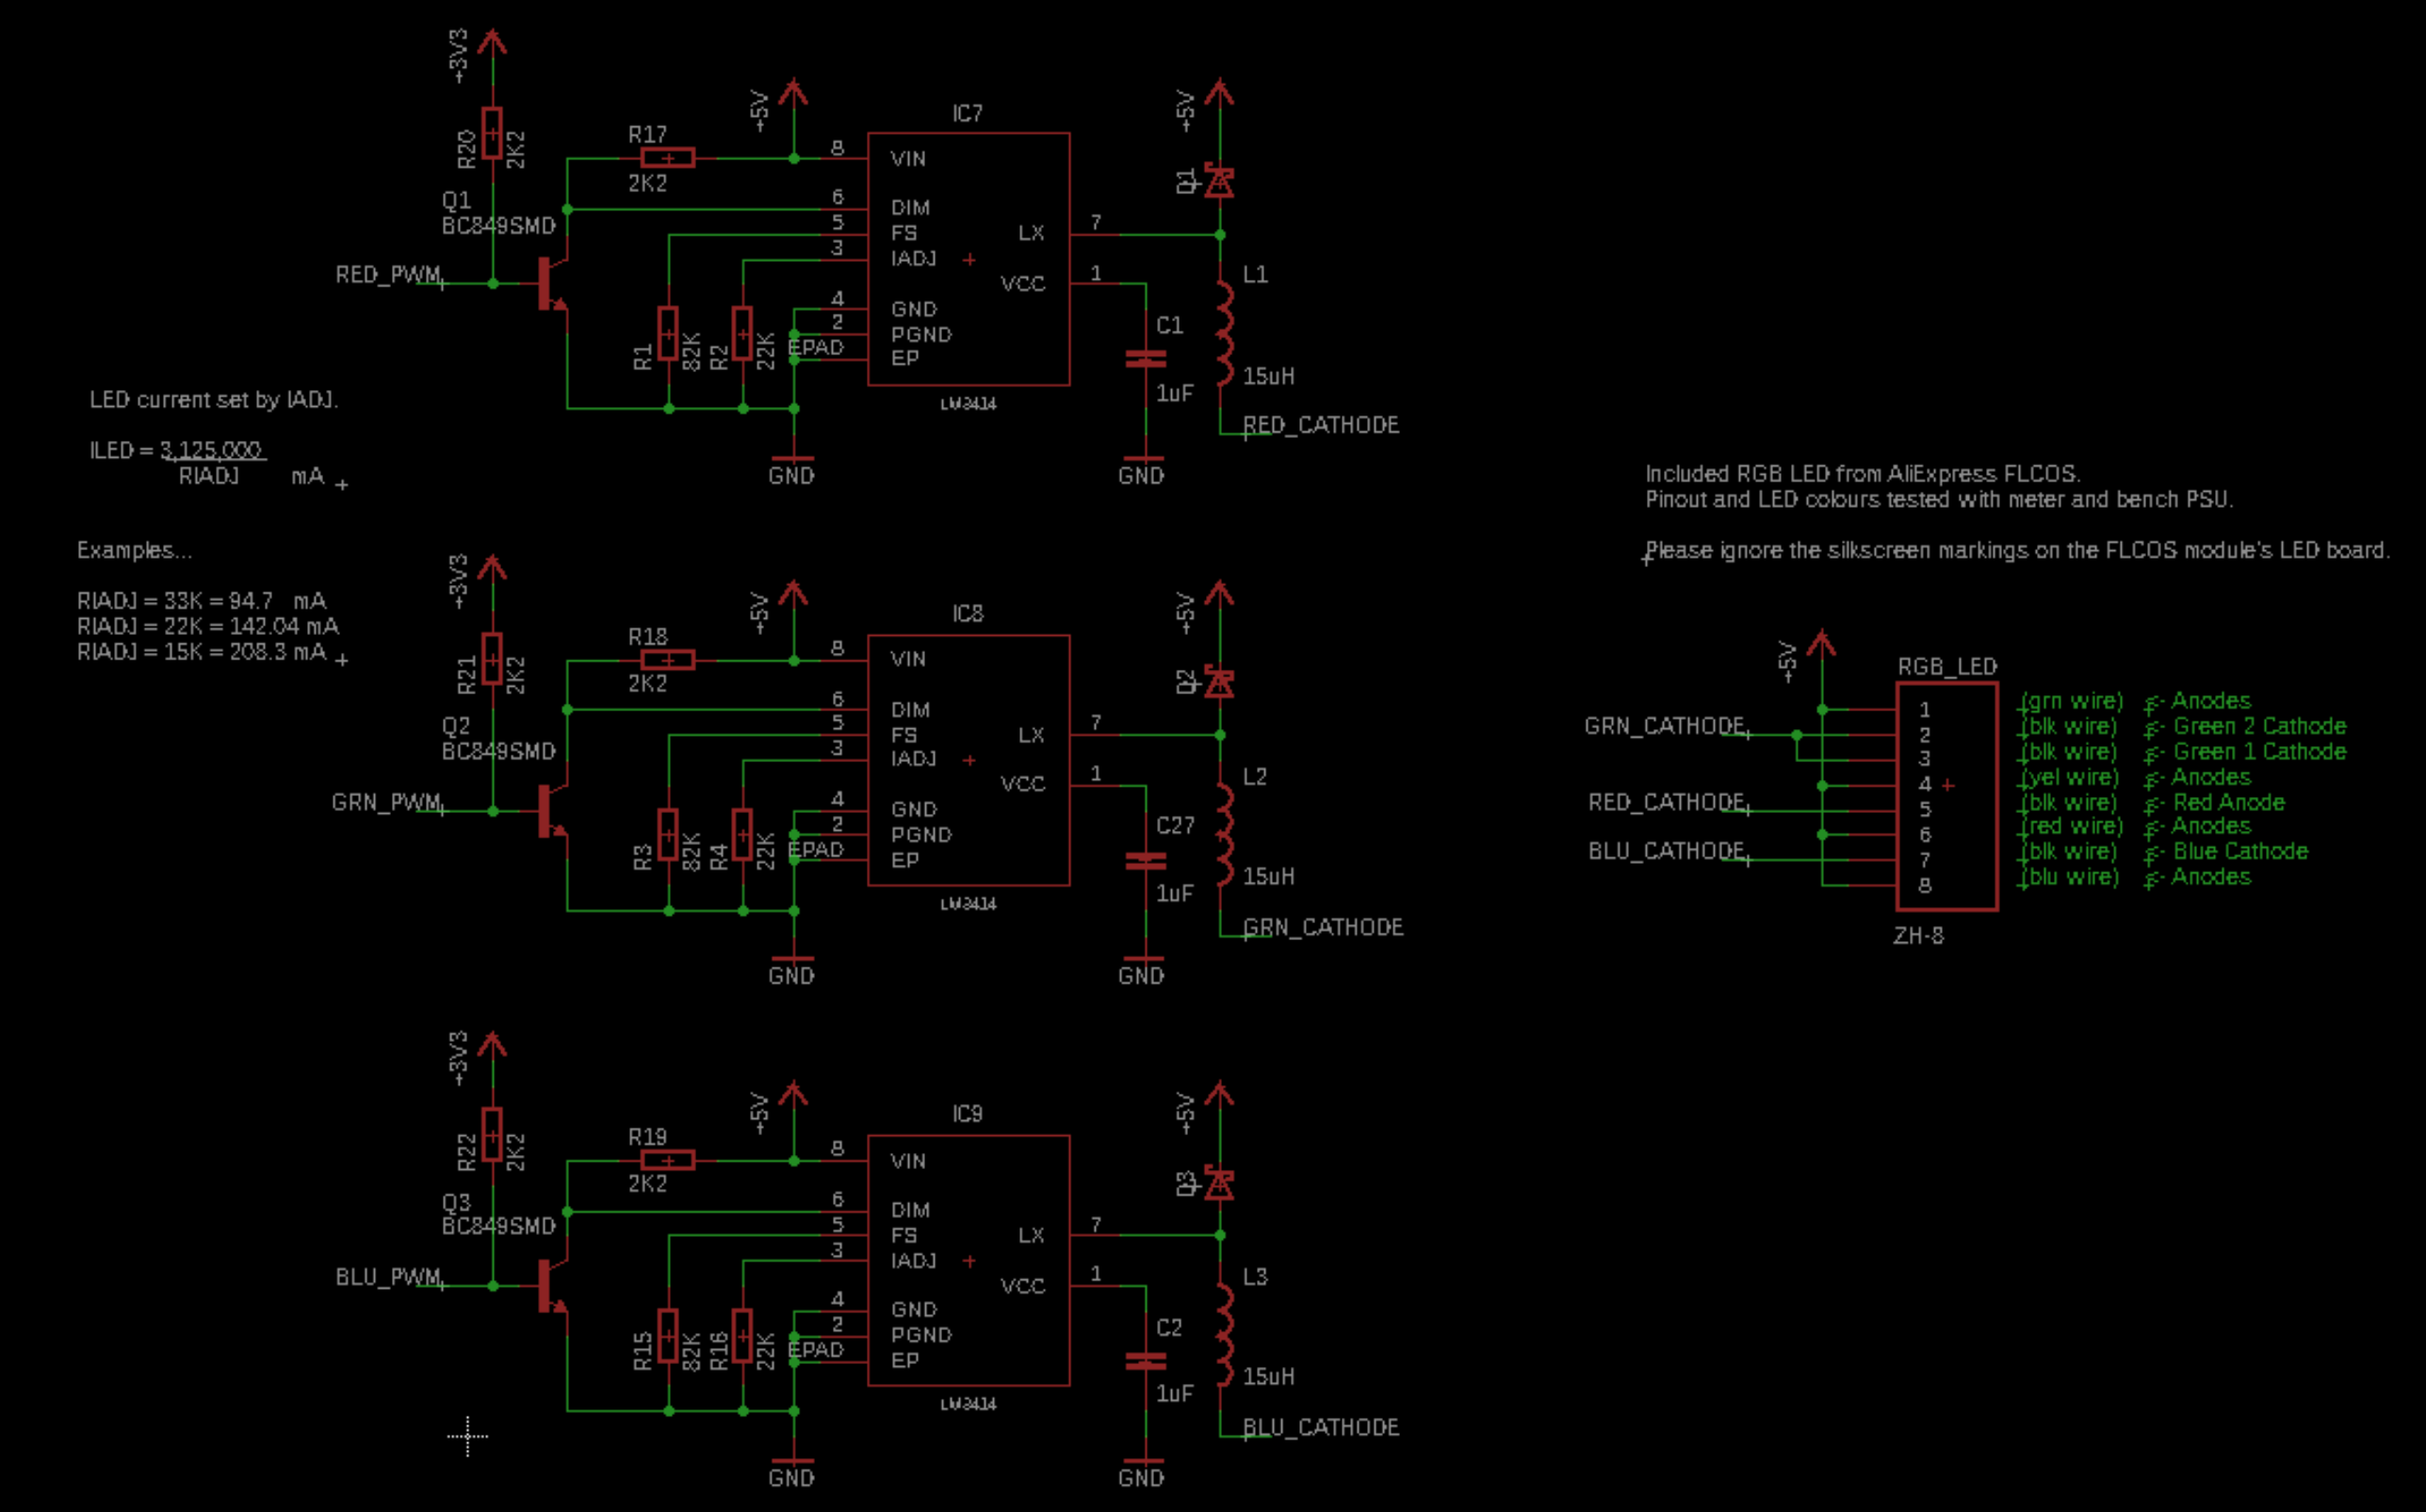 +3V3
R20
2K2
Q1
BC849SMD
RED_PWM
R17
2K2
+5V
IC7
8 VIN
6 DIM
5 FS
3 IADJ
4 GND
2 PGND
EPAD EP
LX 7
VCC 1
LM3414
R1
82K
R2
22K
GND
+5V
D1
L1
15uH
C1
1uF
RED_CATHODE
GND
LED current set by IADJ.
ILED = 3,125,000
RIADJ mA
Examples...
RIADJ = 33K = 94.7 mA
RIADJ = 22K = 142.04 mA
RIADJ = 15K = 208.3 mA
+3V3
R21
2K2
Q2
BC849SMD
GRN_PWM
R18
2K2
+5V
IC8
8 VIN
6 DIM
5 FS
3 IADJ
4 GND
2 PGND
EPAD EP
LX 7
VCC 1
LM3414
R3
82K
R4
22K
GND
+5V
D2
L2
15uH
C27
1uF
GRN_CATHODE
GND
+3V3
R22
2K2
Q3
BC849SMD
BLU_PWM
R19
2K2
+5V
IC9
8 VIN
6 DIM
5 FS
3 IADJ
4 GND
2 PGND
EPAD EP
LX 7
VCC 1
LM3414
R15
82K
R16
22K
GND
+5V
D3
L3
15uH
C2
1uF
BLU_CATHODE
GND
Included RGB LED from AliExpress FLCOS.
Pinout and LED colours tested with meter and bench PSU.
Please ignore the silkscreen markings on the FLCOS module's LED board.
+5V
RGB_LED
1 (grn wire) <- Anodes
GRN_CATHODE 2 (blk wire) <- Green 2 Cathode
3 (blk wire) <- Green 1 Cathode
4 (yel wire) <- Anodes
RED_CATHODE 5 (blk wire) <- Red Anode
6 (red wire) <- Anodes
BLU_CATHODE 7 (blk wire) <- Blue Cathode
8 (blu wire) <- Anodes
ZH-8